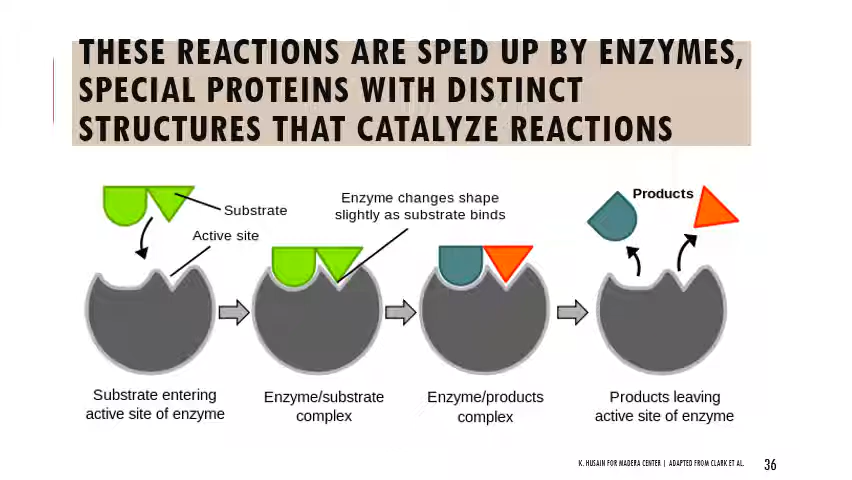 THESE REACTIONS ARE SPED UP BY ENZYMES,
SPECIAL PROTEINS WITH DISTINCT
STRUCTURES THAT CATALYZE REACTIONS
Substrate
Active site
Enzyme changes shape
slightly as substrate binds
Products
Substrate entering
active site of enzyme
Enzyme/substrate
complex
Enzyme/products
complex
Products leaving
active site of enzyme
K. HUSAIN FOR MADERA CENTER | ADAPTED FROM CLARK ET AL.
36